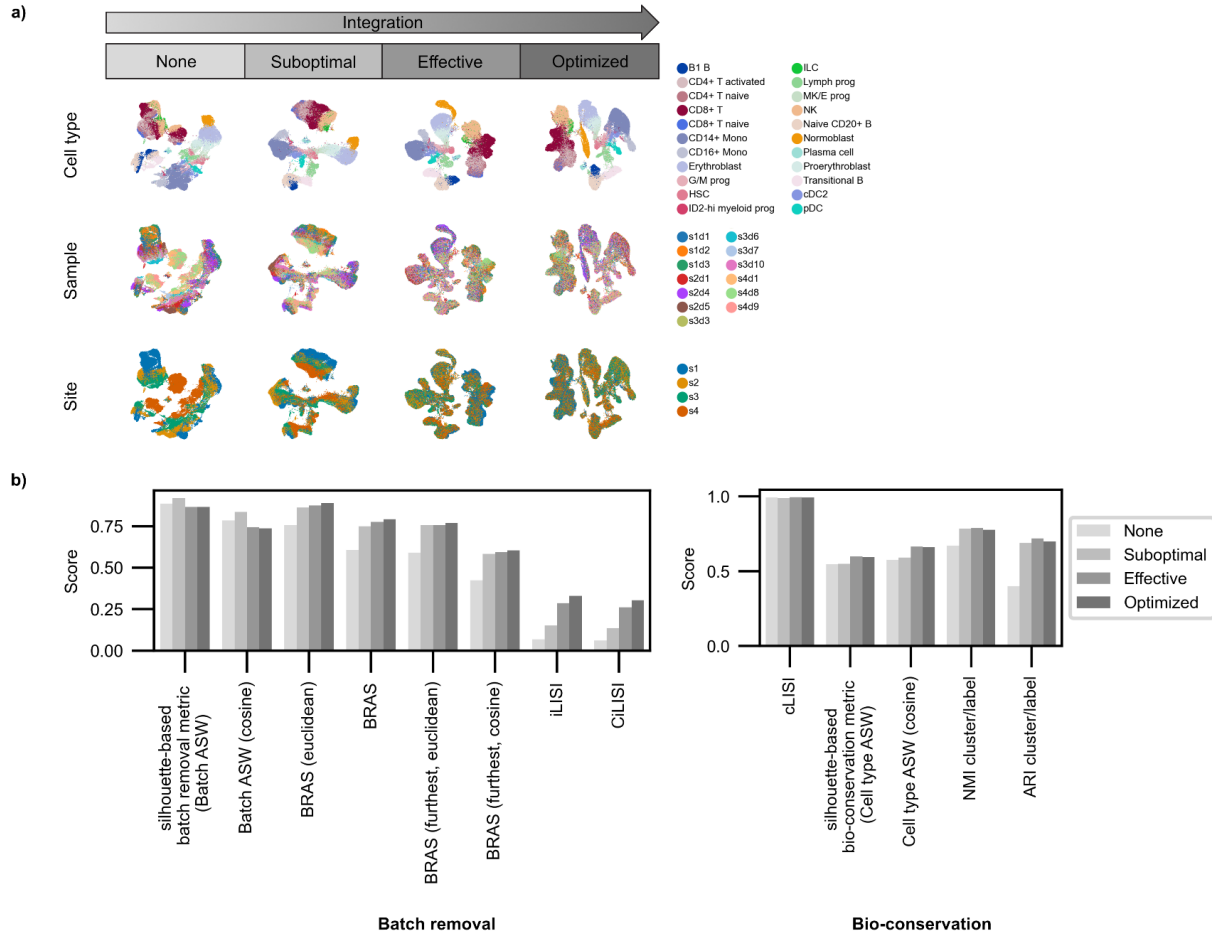 a)
Integration
None
Suboptimal
Effective
Optimized
Cell type
B1 B
CD4+ T activated
CD4+ T naive
CD8+ T
CD8+ T naive
CD14+ Mono
CD16+ Mono
Erythroblast
G/M prog
HSC
ID2-hi myeloid prog
ILC
Lymph prog
MK/E prog
NK
Naive CD20+ B
Normoblast
Plasma cell
Proerythroblast
Transitional B
cDC2
pDC
Sample
s1d1
s1d2
s1d3
s2d1
s2d4
s2d5
s3d3
s3d6
s3d7
s3d10
s4d1
s4d8
s4d9
Site
s1
s2
s3
s4
b)
Score
0.75
0.50
0.25
0.00
silhouette-based
batch removal metric
(Batch ASW)
Batch ASW (cosine)
BRAS (euclidean)
BRAS
BRAS (furthest, euclidean)
BRAS (furthest, cosine)
iLISI
CiLISI
Batch removal
Score
1.0
0.5
0.0
cLISI
silhouette-based
bio-conservation metric
(Cell type ASW)
Cell type ASW (cosine)
NMI cluster/label
ARI cluster/label
Bio-conservation
None
Suboptimal
Effective
Optimized